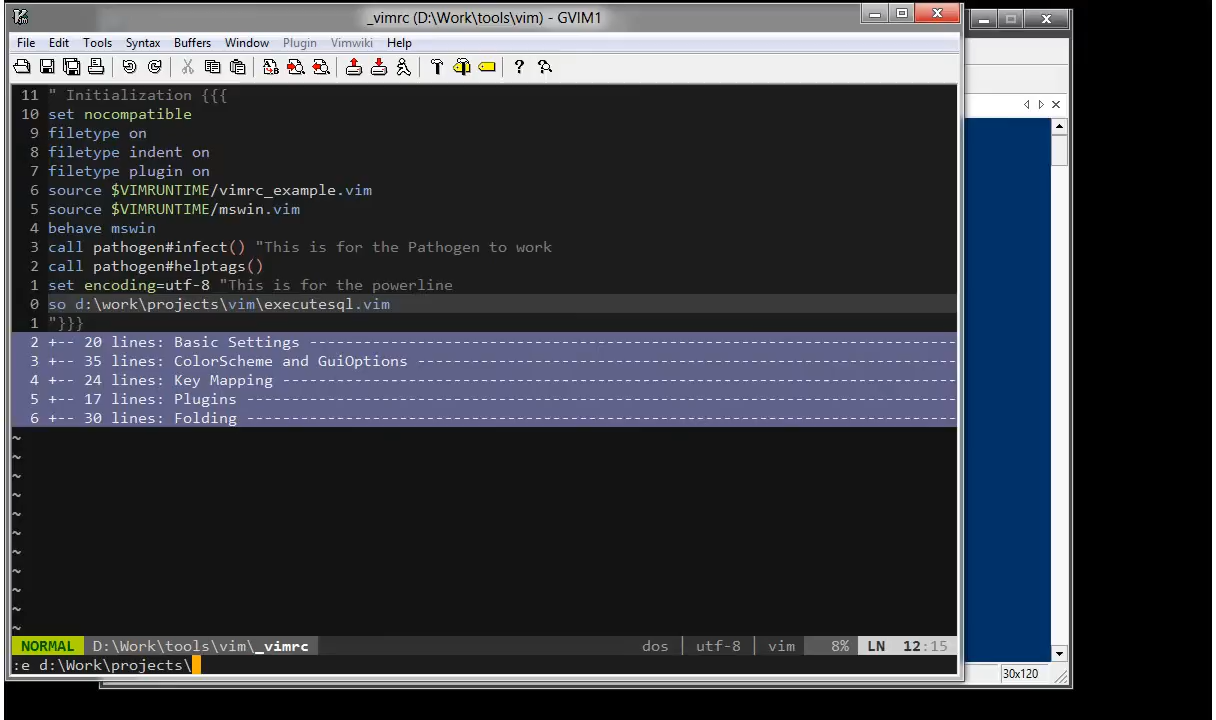 _vimrc (D:\Work\tools\vim) - GVIM1
File Edit Tools Syntax Buffers Window Plugin Vimwiki Help
11 " Initialization {{{
10 set nocompatible
9 filetype on
8 filetype indent on
7 filetype plugin on
6 source $VIMRUNTIME/vimrc_example.vim
5 source $VIMRUNTIME/mswin.vim
4 behave mswin
3 call pathogen#infect() "This is for the Pathogen to work
2 call pathogen#helptags()
1 set encoding=utf-8 "This is for the powerline
0 so d:\work\projects\vim\executesql.vim
1 "}}}
2 +-- 20 lines: Basic Settings ------------------------------------------------------------------------
3 +-- 35 lines: ColorScheme and GuiOptions ------------------------------------------------------------
4 +-- 24 lines: Key Mapping ---------------------------------------------------------------------------
5 +-- 17 lines: Plugins -------------------------------------------------------------------------------
6 +-- 30 lines: Folding -------------------------------------------------------------------------------
~
~
~
~
~
~
~
~
~
~
~
NORMAL D:\Work\tools\vim\_vimrc dos utf-8 vim 8% LN 12:15
:e d:\Work\projects\
30x120